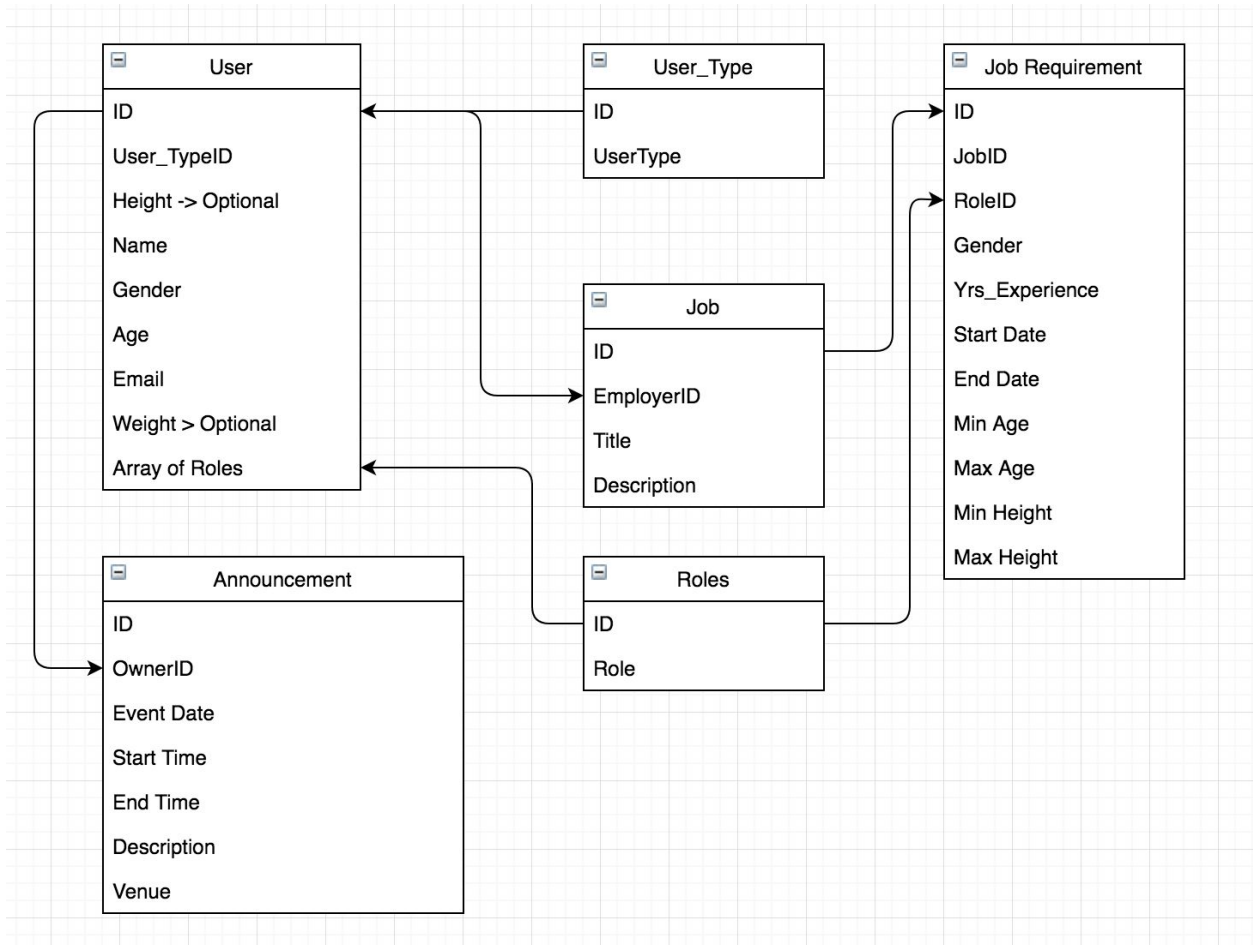 User
ID
User_TypeID
Height -> Optional
Name
Gender
Age
Email
Weight > Optional
Array of Roles
User_Type
ID
UserType
Job Requirement
ID
JobID
RoleID
Gender
Yrs_Experience
Start Date
End Date
Min Age
Max Age
Min Height
Max Height
Job
ID
EmployerID
Title
Description
Announcement
ID
OwnerID
Event Date
Start Time
End Time
Description
Venue
Roles
ID
Role